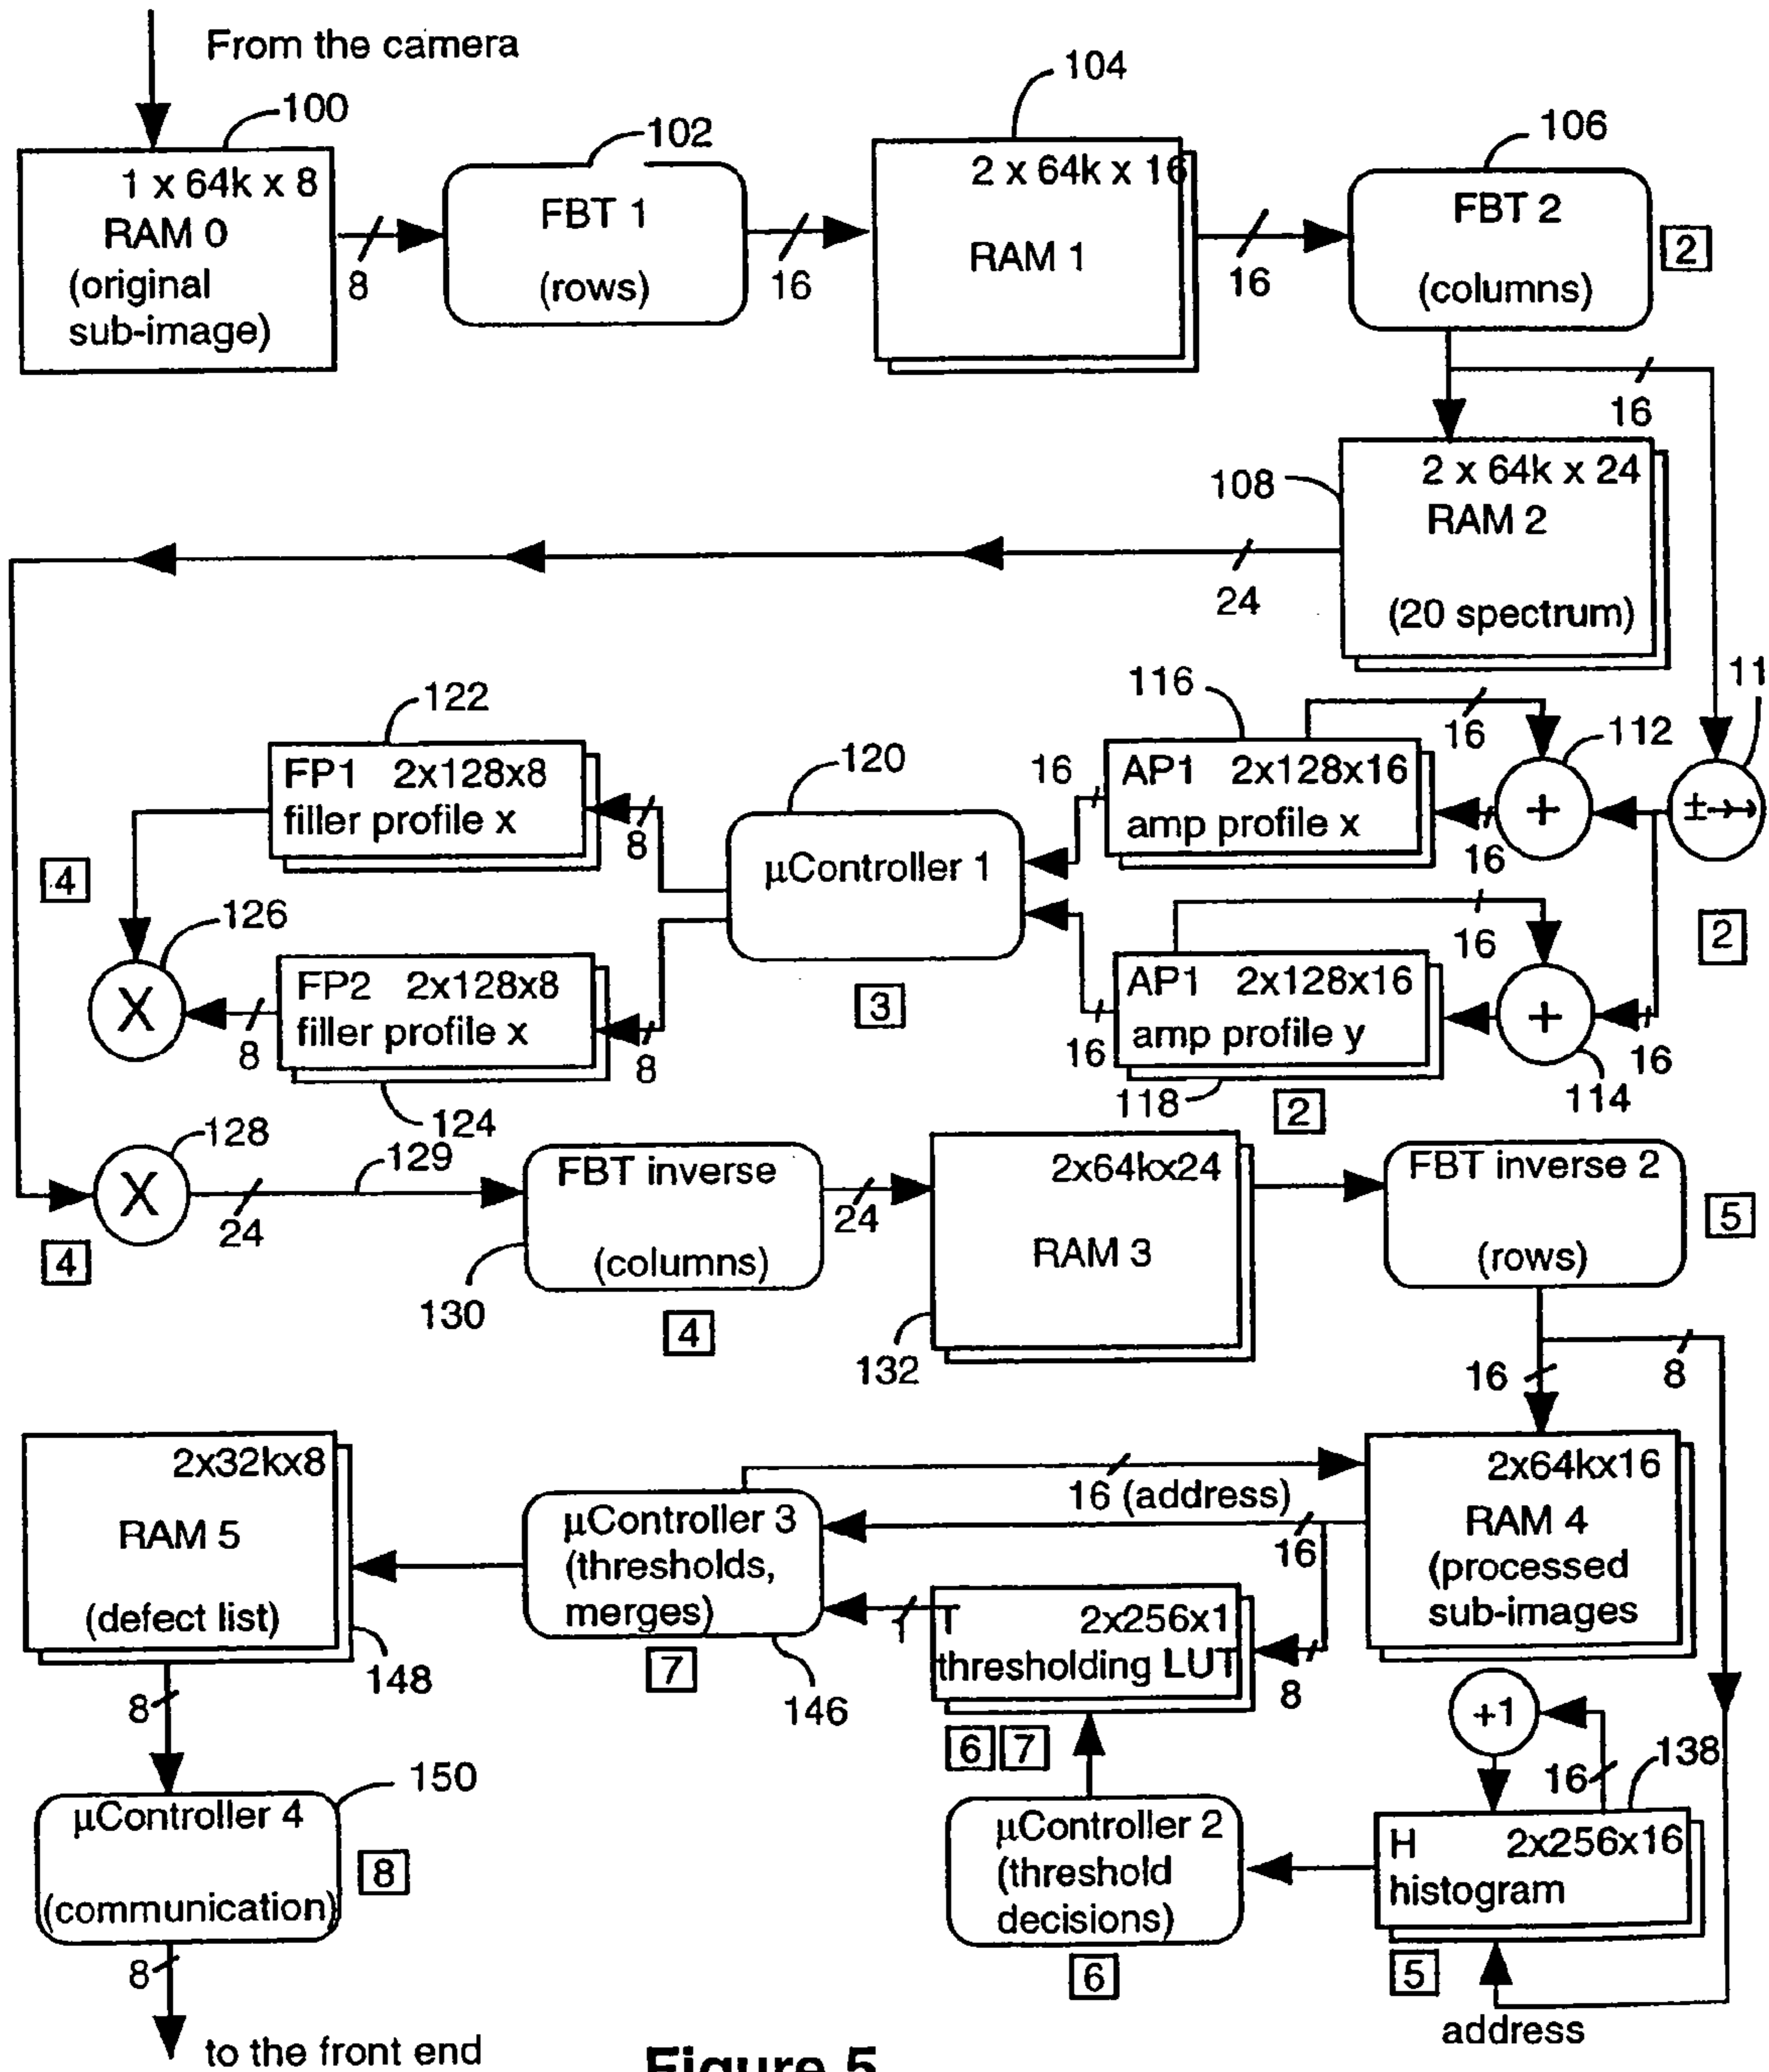 From the camera
100
1 x 64k x 8
RAM 0
(original
sub-image)
8
102
FBT 1
(rows)
16
104
2 x 64k x 16
RAM 1
16
106
FBT 2
(columns)
2
16
108
2 x 64k x 24
RAM 2
(20 spectrum)
24
11
±
2
112
+
16
16
116
AP1 2x128x16
amp profile x
16
114
+
16
16
118
AP1 2x128x16
amp profile y
16
2
120
µController 1
3
122
FP1 2x128x8
filler profile x
8
4
126
X
124
FP2 2x128x8
filler profile x
8
8
128
X
4
24
129
FBT inverse
(columns)
130
4
24
2x64kx24
RAM 3
132
FBT inverse 2
(rows)
5
16
8
2x64kx16
RAM 4
(processed
sub-images
16 (address)
16
8
µController 3
(thresholds,
merges)
146
7
1
T 2x256x1
thresholding LUT
6
7
2x32kx8
RAM 5
(defect list)
148
8
µController 4
(communication)
150
8
8
to the front end
µController 2
(threshold
decisions)
6
+1
16
138
H 2x256x16
histogram
5
address
Figure 5